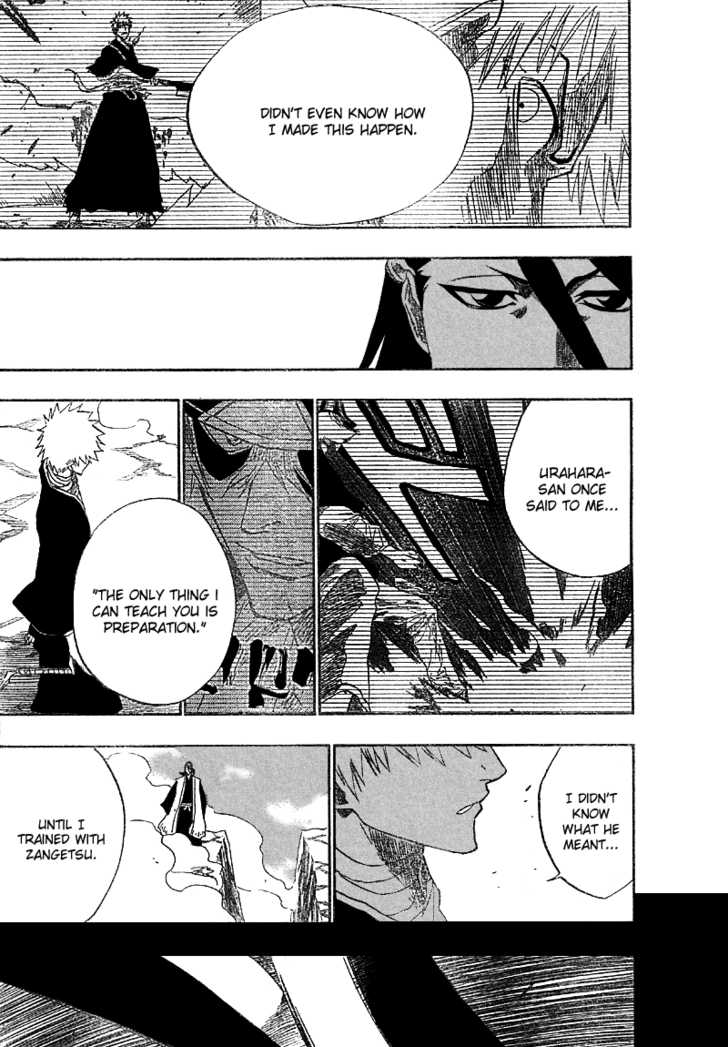 DIDN'T EVEN KNOW HOW
I MADE THIS HAPPEN.
URAHARA-
SAN ONCE
SAID TO ME...
"THE ONLY THING I
CAN TEACH YOU IS
PREPARATION."
I DIDN'T
KNOW
WHAT HE
MEANT...
UNTIL I
TRAINED WITH
ZANGETSU.